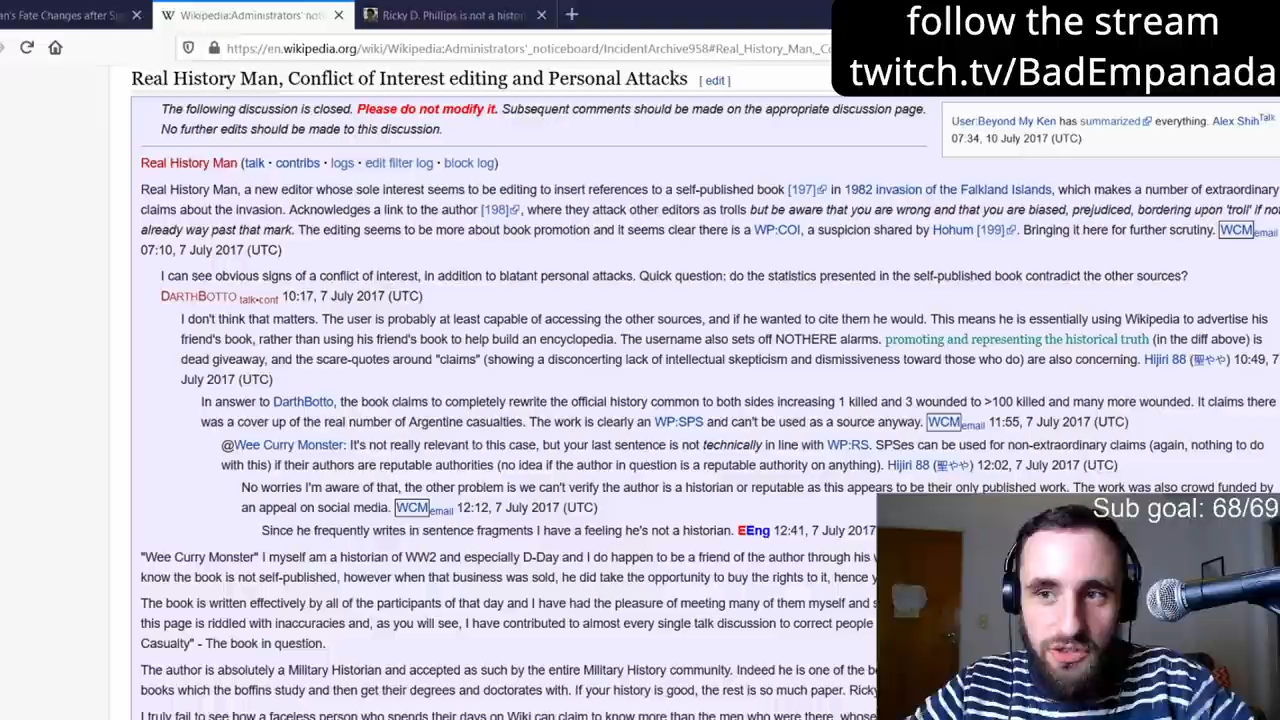 an's Fate Changes after S
Wikipedia:Administrators' noti
Ricky D. Phillips is not a histor
follow the stream
twitch.tv/BadEmpanada
https://en.wikipedia.org/wiki/Wikipedia:Administrators'_noticeboard/IncidentArchive958#Real_History_Man,_Co
Real History Man, Conflict of Interest editing and Personal Attacks [ edit ]
The following discussion is closed. Please do not modify it. Subsequent comments should be made on the appropriate discussion page.
No further edits should be made to this discussion.
User:Beyond My Ken has summarized everything. Alex Shih Talk
07:34, 10 July 2017 (UTC)
Real History Man (talk · contribs · logs · edit filter log · block log)
Real History Man, a new editor whose sole interest seems to be editing to insert references to a self-published book [197] in 1982 invasion of the Falkland Islands, which makes a number of extraordinary
claims about the invasion. Acknowledges a link to the author [198], where they attack other editors as trolls but be aware that you are wrong and that you are biased, prejudiced, bordering upon 'troll' if not
already way past that mark. The editing seems to be more about book promotion and it seems clear there is a WP:COI, a suspicion shared by Hohum [199]. Bringing it here for further scrutiny. WCM email
07:10, 7 July 2017 (UTC)
I can see obvious signs of a conflict of interest, in addition to blatant personal attacks. Quick question: do the statistics presented in the self-published book contradict the other sources?
DARTHBOTTO talk•cont 10:17, 7 July 2017 (UTC)
I don't think that matters. The user is probably at least capable of accessing the other sources, and if he wanted to cite them he would. This means he is essentially using Wikipedia to advertise his
friend's book, rather than using his friend's book to help build an encyclopedia. The username also sets off NOTHERE alarms. promoting and representing the historical truth (in the diff above) is
dead giveaway, and the scare-quotes around "claims" (showing a disconcerting lack of intellectual skepticism and dismissiveness toward those who do) are also concerning. Hijiri 88 (聖やや) 10:49, 7
July 2017 (UTC)
In answer to DarthBotto, the book claims to completely rewrite the official history common to both sides increasing 1 killed and 3 wounded to >100 killed and many more wounded. It claims there
was a cover up of the real number of Argentine casualties. The work is clearly an WP:SPS and can't be used as a source anyway. WCM email 11:55, 7 July 2017 (UTC)
@Wee Curry Monster: It's not really relevant to this case, but your last sentence is not technically in line with WP:RS. SPSes can be used for non-extraordinary claims (again, nothing to do
with this) if their authors are reputable authorities (no idea if the author in question is a reputable authority on anything). Hijiri 88 (聖やや) 12:02, 7 July 2017 (UTC)
No worries I'm aware of that, the other problem is we can't verify the author is a historian or reputable as this appears to be their only published work. The work was also crowd funded by
an appeal on social media. WCM email 12:12, 7 July 2017 (UTC)
Since he frequently writes in sentence fragments I have a feeling he's not a historian. EEng 12:41, 7 July 2017
"Wee Curry Monster" I myself am a historian of WW2 and especially D-Day and I do happen to be a friend of the author through his
know the book is not self-published, however when that business was sold, he did take the opportunity to buy the rights to it, hence
The book is written effectively by all of the participants of that day and I have had the pleasure of meeting many of them myself and
this page is riddled with inaccuracies and, as you will see, I have contributed to almost every single talk discussion to correct people
Casualty" - The book in question.
The author is absolutely a Military Historian and accepted as such by the entire Military History community. Indeed he is one of the
books which the boffins study and then get their degrees and doctorates with. If your history is good, the rest is so much paper. Ricky
I truly fail to see how a faceless person who spends their days on Wiki can claim to know more than the men who were there, whose
Sub goal: 68/69